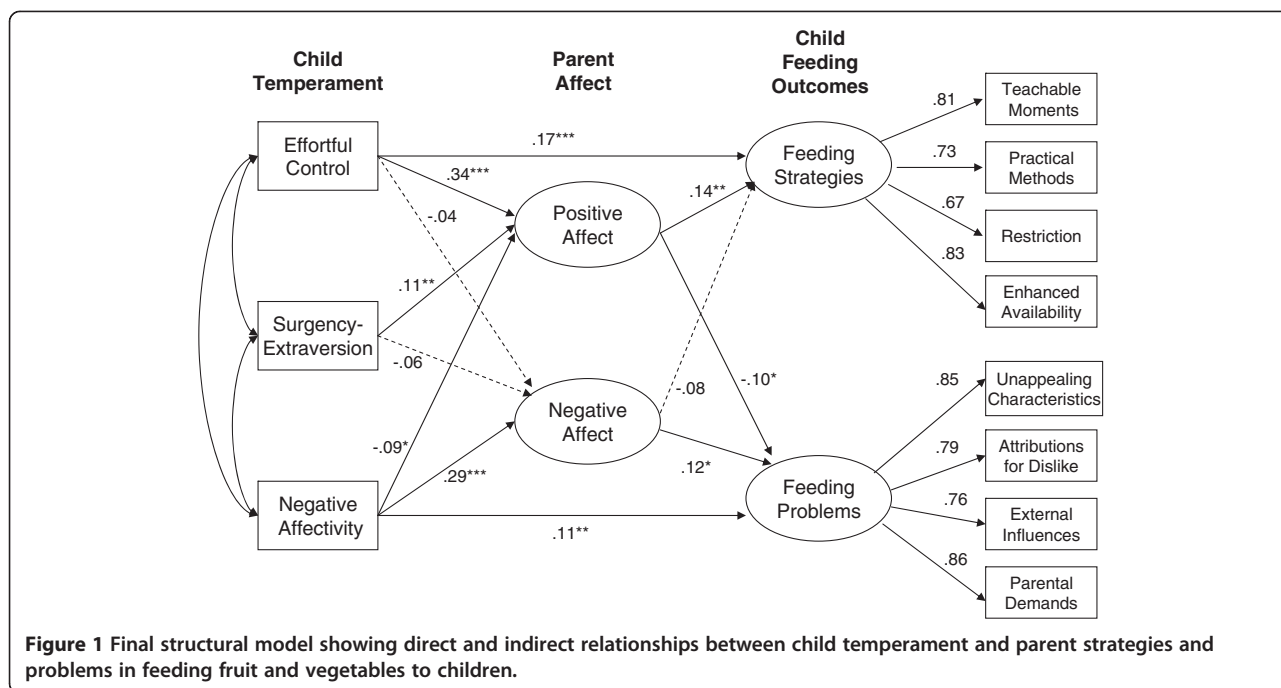 Child
Temperament
Parent
Affect
Child
Feeding
Outcomes
Effortful
Control
Surgency-
Extraversion
Negative
Affectivity
.17***
.34***
-.04
.11**
-.06
-.09*
.29***
.11**
Positive
Affect
Negative
Affect
.14**
-.10*
-.08
.12*
Feeding
Strategies
Feeding
Problems
.81
.73
.67
.83
.85
.79
.76
.86
Teachable
Moments
Practical
Methods
Restriction
Enhanced
Availability
Unappealing
Characteristics
Attributions
for Dislike
External
Influences
Parental
Demands
Figure 1 Final structural model showing direct and indirect relationships between child temperament and parent strategies and
problems in feeding fruit and vegetables to children.